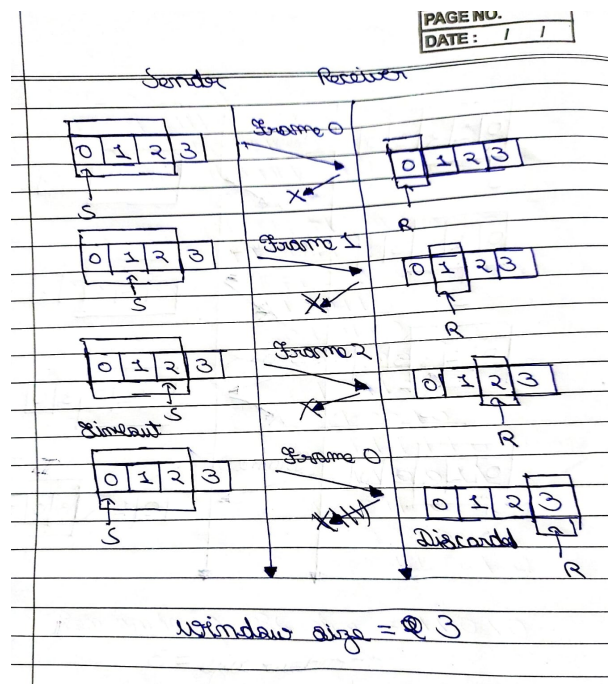 PAGE NO.
DATE : / /
Sender Receiver
Frame 0
0 1 2 3 0 1 2 3
X
S R
Frame 1
0 1 2 3 0 1 2 3
X
S R
Frame 2
0 1 2 3 0 1 2 3
X
S R
Timeout
Frame 0
0 1 2 3 0 1 2 3
X
Discarded
S R
window size = 3